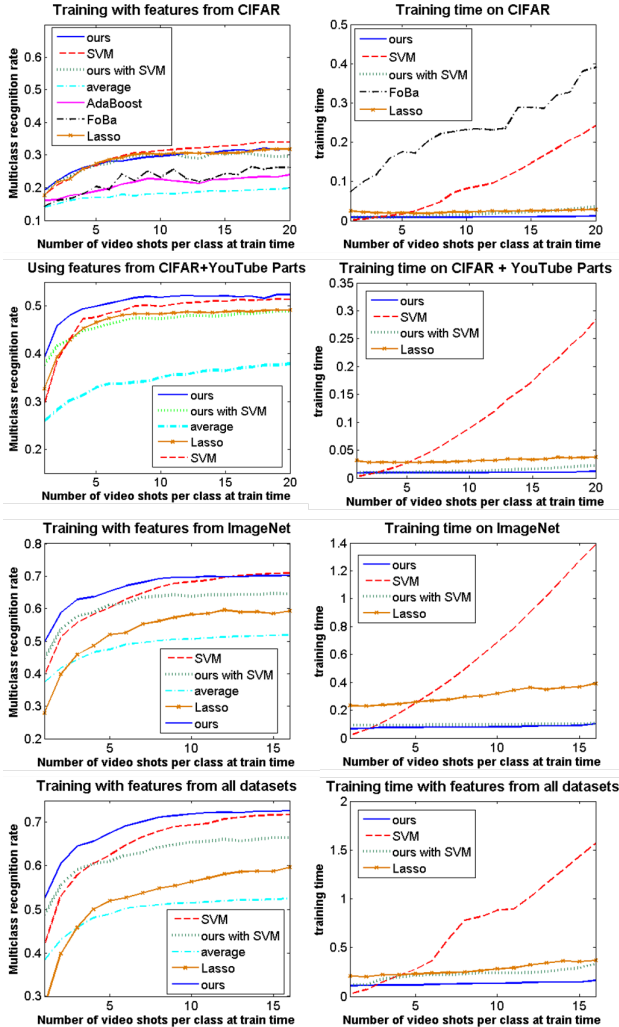 Training with features from CIFAR
Multiclass recognition rate
0.7
0.6
0.5
0.4
0.3
0.2
0.1
ours
SVM
ours with SVM
average
AdaBoost
FoBa
Lasso
5
10
15
20
Number of video shots per class at train time
Training time on CIFAR
training time
0.5
0.4
0.3
0.2
0.1
0
ours
SVM
ours with SVM
FoBa
Lasso
5
10
15
20
Number of video shots per class at train time
Using features from CIFAR+YouTube Parts
Multiclass recognition rate
0.5
0.4
0.3
0.2
ours
ours with SVM
average
Lasso
SVM
5
10
15
20
Number of video shots per class at train time
Training time on CIFAR + YouTube Parts
training time
0.35
0.3
0.25
0.2
0.15
0.1
0.05
0
ours
SVM
ours with SVM
Lasso
5
10
15
20
Number of video shots per class at train time
Training with features from ImageNet
Multiclass recognition rate
0.8
0.7
0.6
0.5
0.4
0.3
0.2
SVM
ours with SVM
average
Lasso
ours
5
10
15
Number of video shots per class at train time
Training time on ImageNet
training time
1.4
1.2
1
0.8
0.6
0.4
0.2
0
ours
SVM
ours with SVM
Lasso
5
10
15
Number of video shots per class at train time
Training with features from all datasets
Multiclass recognition rate
0.7
0.6
0.5
0.4
0.3
SVM
ours with SVM
average
Lasso
ours
5
10
15
Number of video shots per class at train time
Training time with features from all datasets
training time
2
1.5
1
0.5
0
ours
SVM
ours with SVM
Lasso
5
10
15
Number of video shots per class at train time